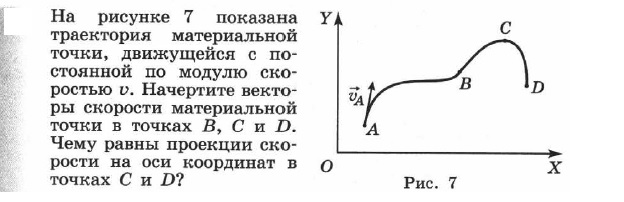 На рисунке 7 показана
траектория материальной
точки, движущейся с по-
стоянной по модулю ско-
ростью v. Начертите векто-
ры скорости материальной
точки в точках B, C и D.
Чему равны проекции ско-
рости на оси координат в
точках C и D?
Y
C
B
D
v⃗A
A
O
X
Рис. 7